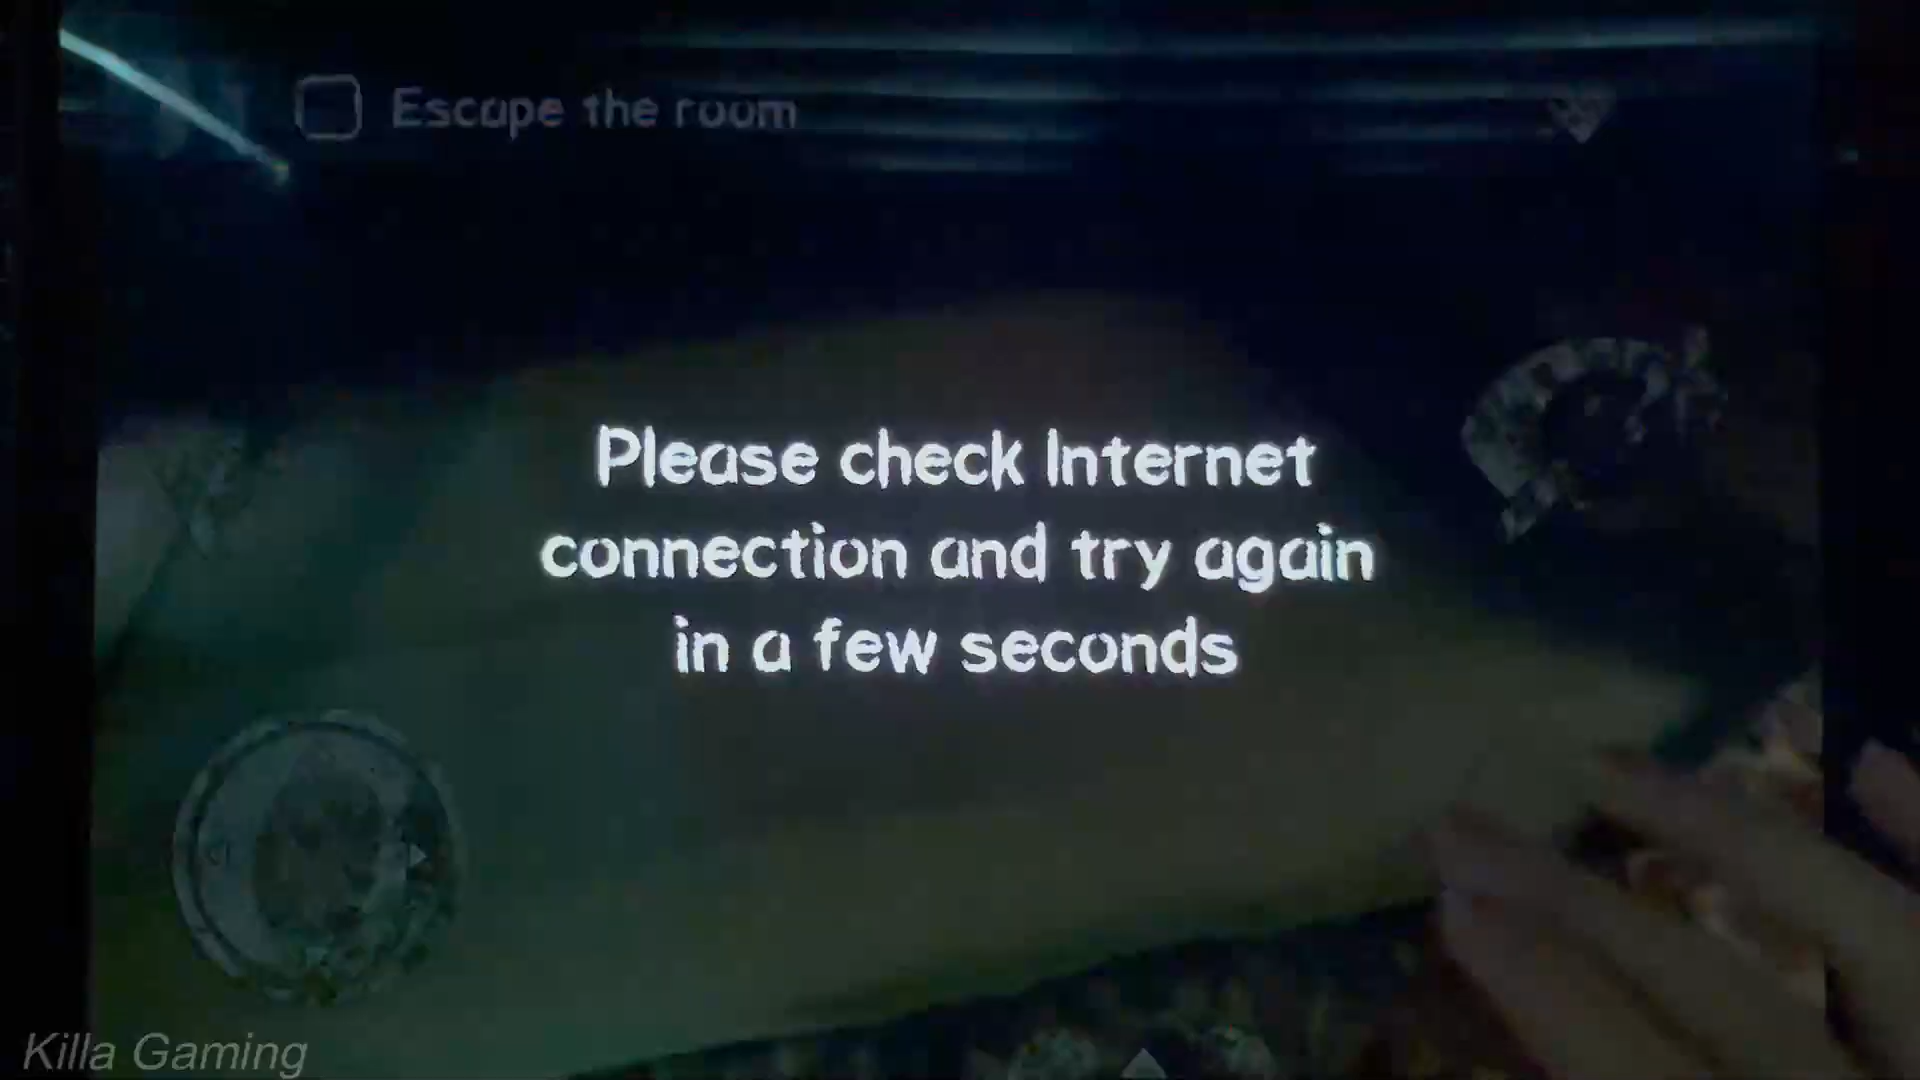 Escape the room
Please check Internet
connection and try again
in a few seconds
Killa Gaming